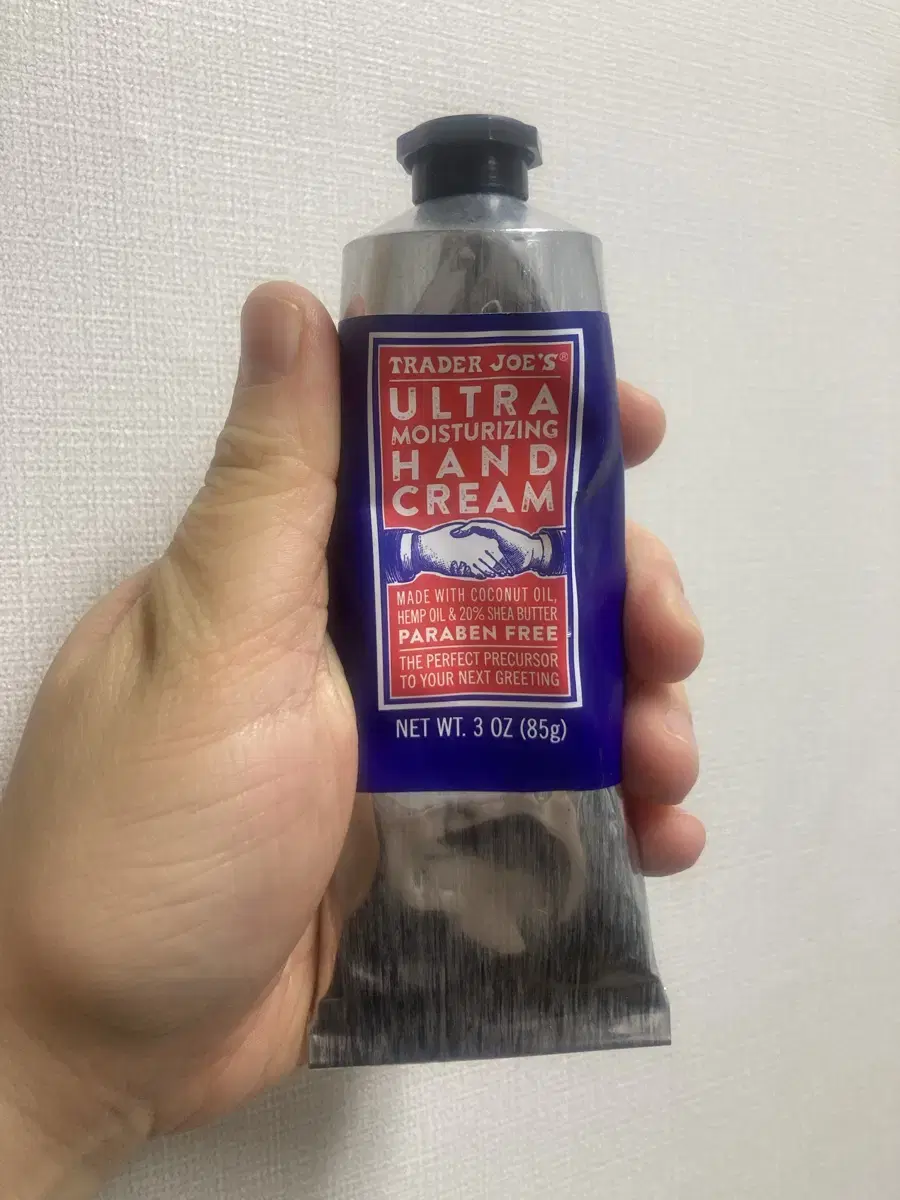 TRADER JOE'S®
ULTRA
MOISTURIZING
HAND
CREAM
MADE WITH COCONUT OIL,
HEMP OIL & 20% SHEA BUTTER
PARABEN FREE
THE PERFECT PRECURSOR
TO YOUR NEXT GREETING
NET WT. 3 OZ (85g)